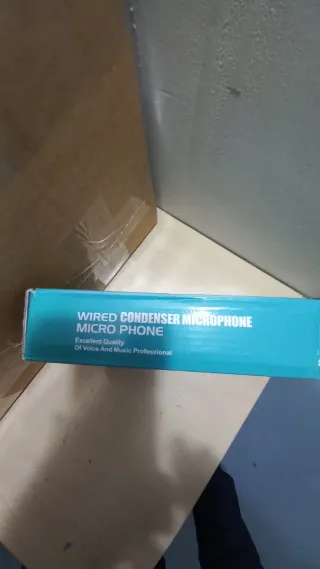 WIRED CONDENSER MICROPHONE
MICRO PHONE
Excellent Quality
Of Voice And Music Professional